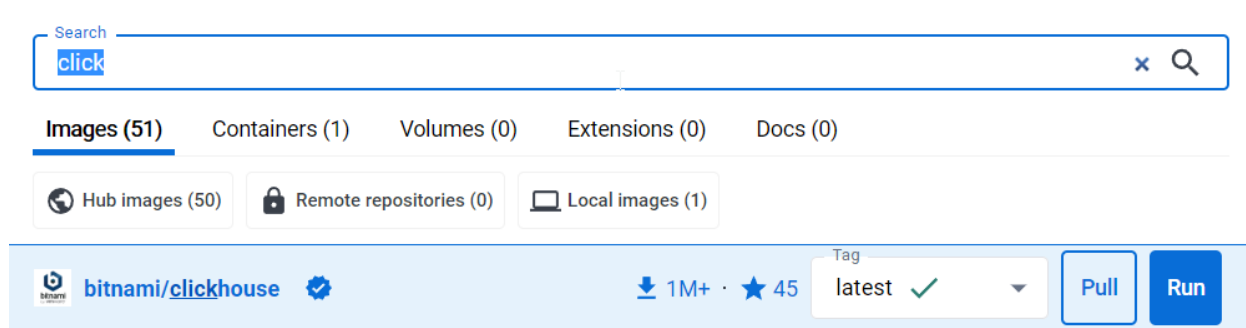 Search
click
Images (51) Containers (1) Volumes (0) Extensions (0) Docs (0)
Hub images (50) Remote repositories (0) Local images (1)
Tag
bitnami/clickhouse 1M+ · 45 latest Pull Run